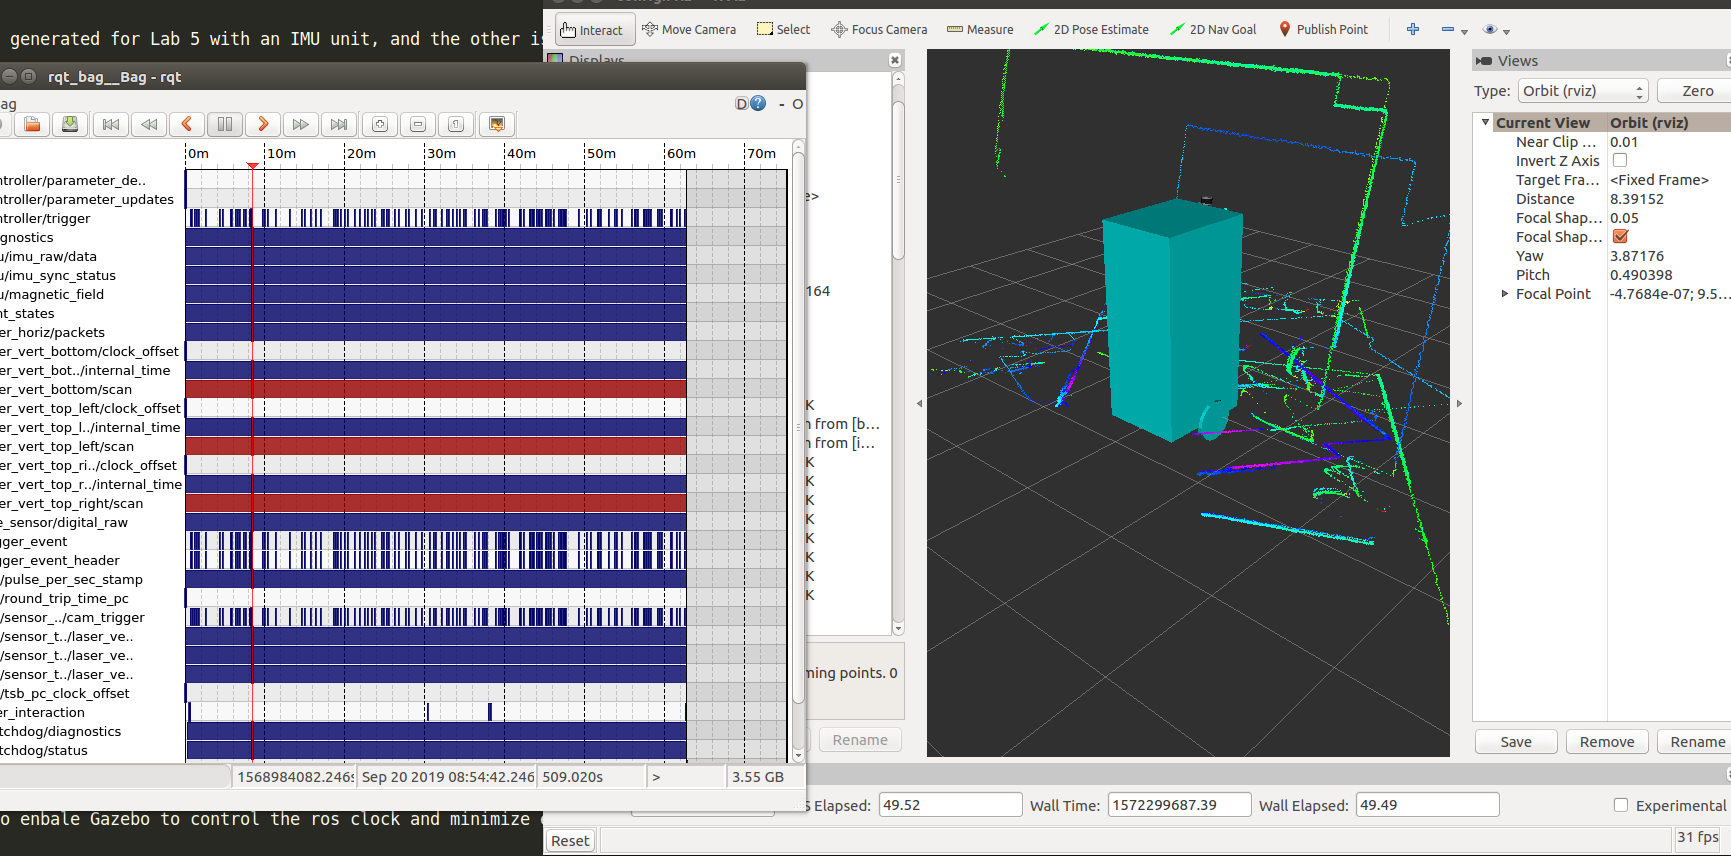 generated for Lab 5 with an IMU unit, and the other is
Interact Move Camera Select Focus Camera Measure 2D Pose Estimate 2D Nav Goal Publish Point
Displays
rqt_bag__Bag - rqt
ag
D ? - O
0m 10m 20m 30m 40m 50m 60m 70m
ntroller/parameter_de..
ntroller/parameter_updates
ntroller/trigger
gnostics
u/imu_raw/data
u/imu_sync_status
u/magnetic_field
nt_states
er_horiz/packets
er_vert_bottom/clock_offset
er_vert_bot../internal_time
er_vert_bottom/scan
er_vert_top_left/clock_offset
er_vert_top_l../internal_time
er_vert_top_left/scan
er_vert_top_ri../clock_offset
er_vert_top_r../internal_time
er_vert_top_right/scan
e_sensor/digital_raw
gger_event
gger_event_header
/pulse_per_sec_stamp
/round_trip_time_pc
/sensor_../cam_trigger
/sensor_t../laser_ve..
/sensor_t../laser_ve..
/sensor_t../laser_ve..
/tsb_pc_clock_offset
er_interaction
tchdog/diagnostics
tchdog/status
1568984082.246s Sep 20 2019 08:54:42.246 509.020s > 3.55 GB
e>
164
K
n from [b...
n from [i...
K
K
K
K
K
K
K
K
ming points. 0
Rename
Views
Type: Orbit (rviz) Zero
Current View Orbit (rviz)
Near Clip ... 0.01
Invert Z Axis
Target Fra... <Fixed Frame>
Distance 8.39152
Focal Shap... 0.05
Focal Shap...
Yaw 3.87176
Pitch 0.490398
Focal Point -4.7684e-07; 9.5...
Save Remove Rename
S Elapsed: 49.52 Wall Time: 1572299687.39 Wall Elapsed: 49.49 Experimental
o enbale Gazebo to control the ros clock and minimize
Reset
31 fps